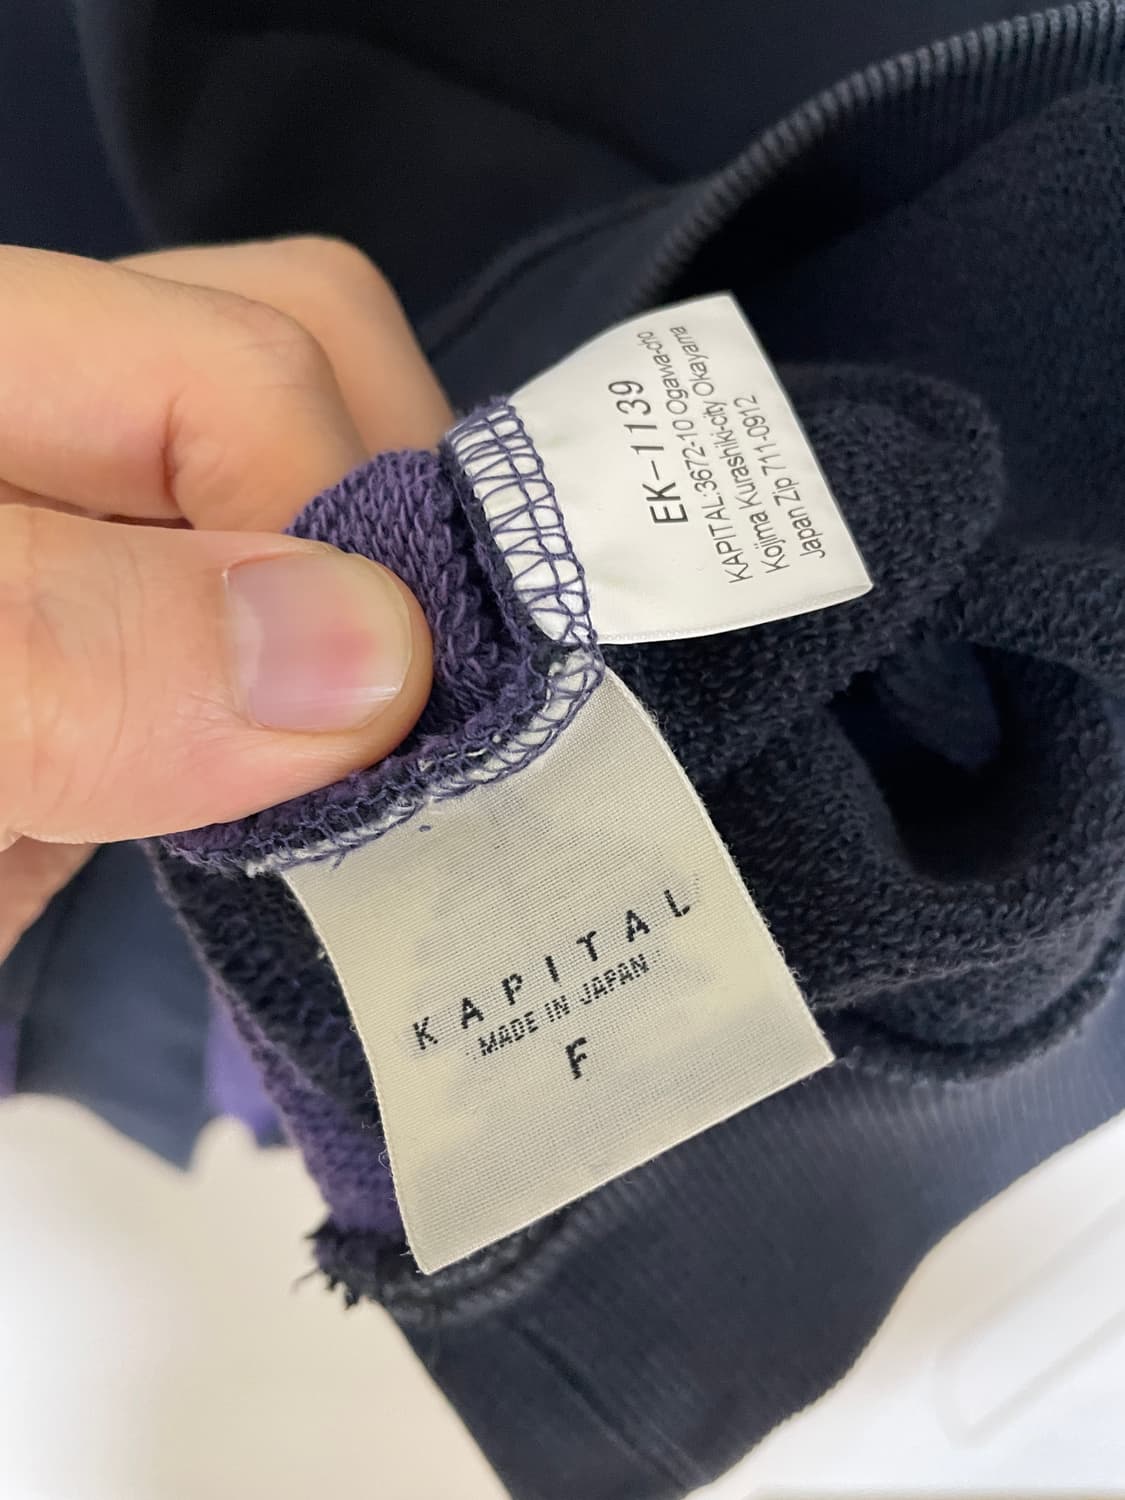 EK-1139
KAPITAL:3672-10 Ogawa-cho
Kojima Kurashiki-city Okayama
Japan Zip 711-0912
KAPITAL
MADE IN JAPAN
F